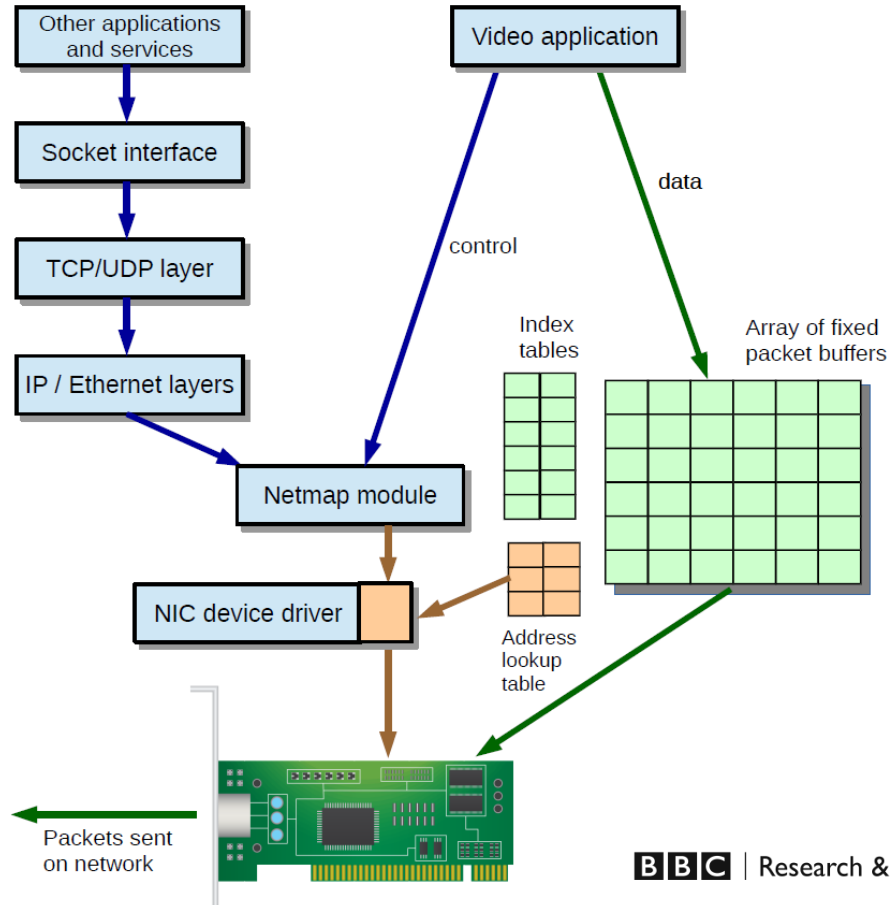 Other applications
and services
Video application
Socket interface
data
TCP/UDP layer
control
Index
tables
Array of fixed
packet buffers
IP / Ethernet layers
Netmap module
NIC device driver
Address
lookup
table
Packets sent
on network
BBC | Research &